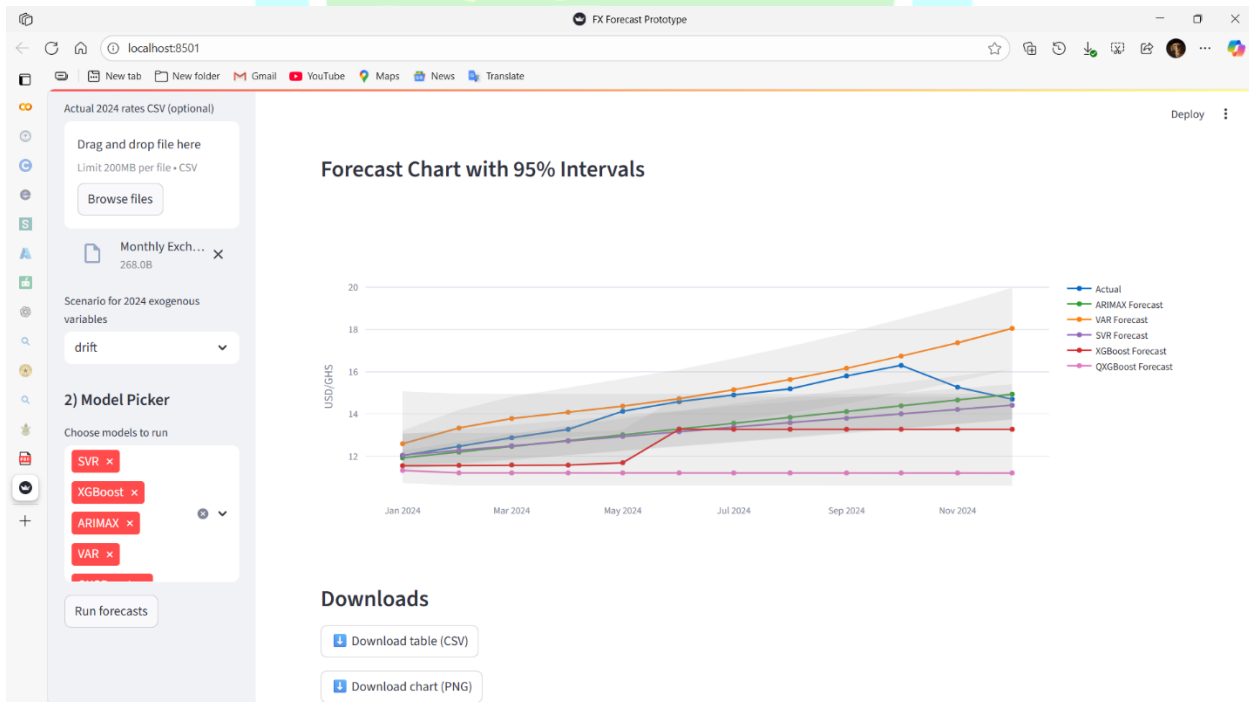 FX Forecast Prototype
localhost:8501
New tab
New folder
Gmail
YouTube
Maps
News
Translate
Actual 2024 rates CSV (optional)
Drag and drop file here
Limit 200MB per file • CSV
Browse files
Monthly Exch...
268.0B
Scenario for 2024 exogenous
variables
drift
2) Model Picker
Choose models to run
SVR
XGBoost
ARIMAX
VAR
Run forecasts
Deploy
Forecast Chart with 95% Intervals
USD/GHS
20
18
16
14
12
Jan 2024
Mar 2024
May 2024
Jul 2024
Sep 2024
Nov 2024
Actual
ARIMAX Forecast
VAR Forecast
SVR Forecast
XGBoost Forecast
QXGBoost Forecast
Downloads
Download table (CSV)
Download chart (PNG)